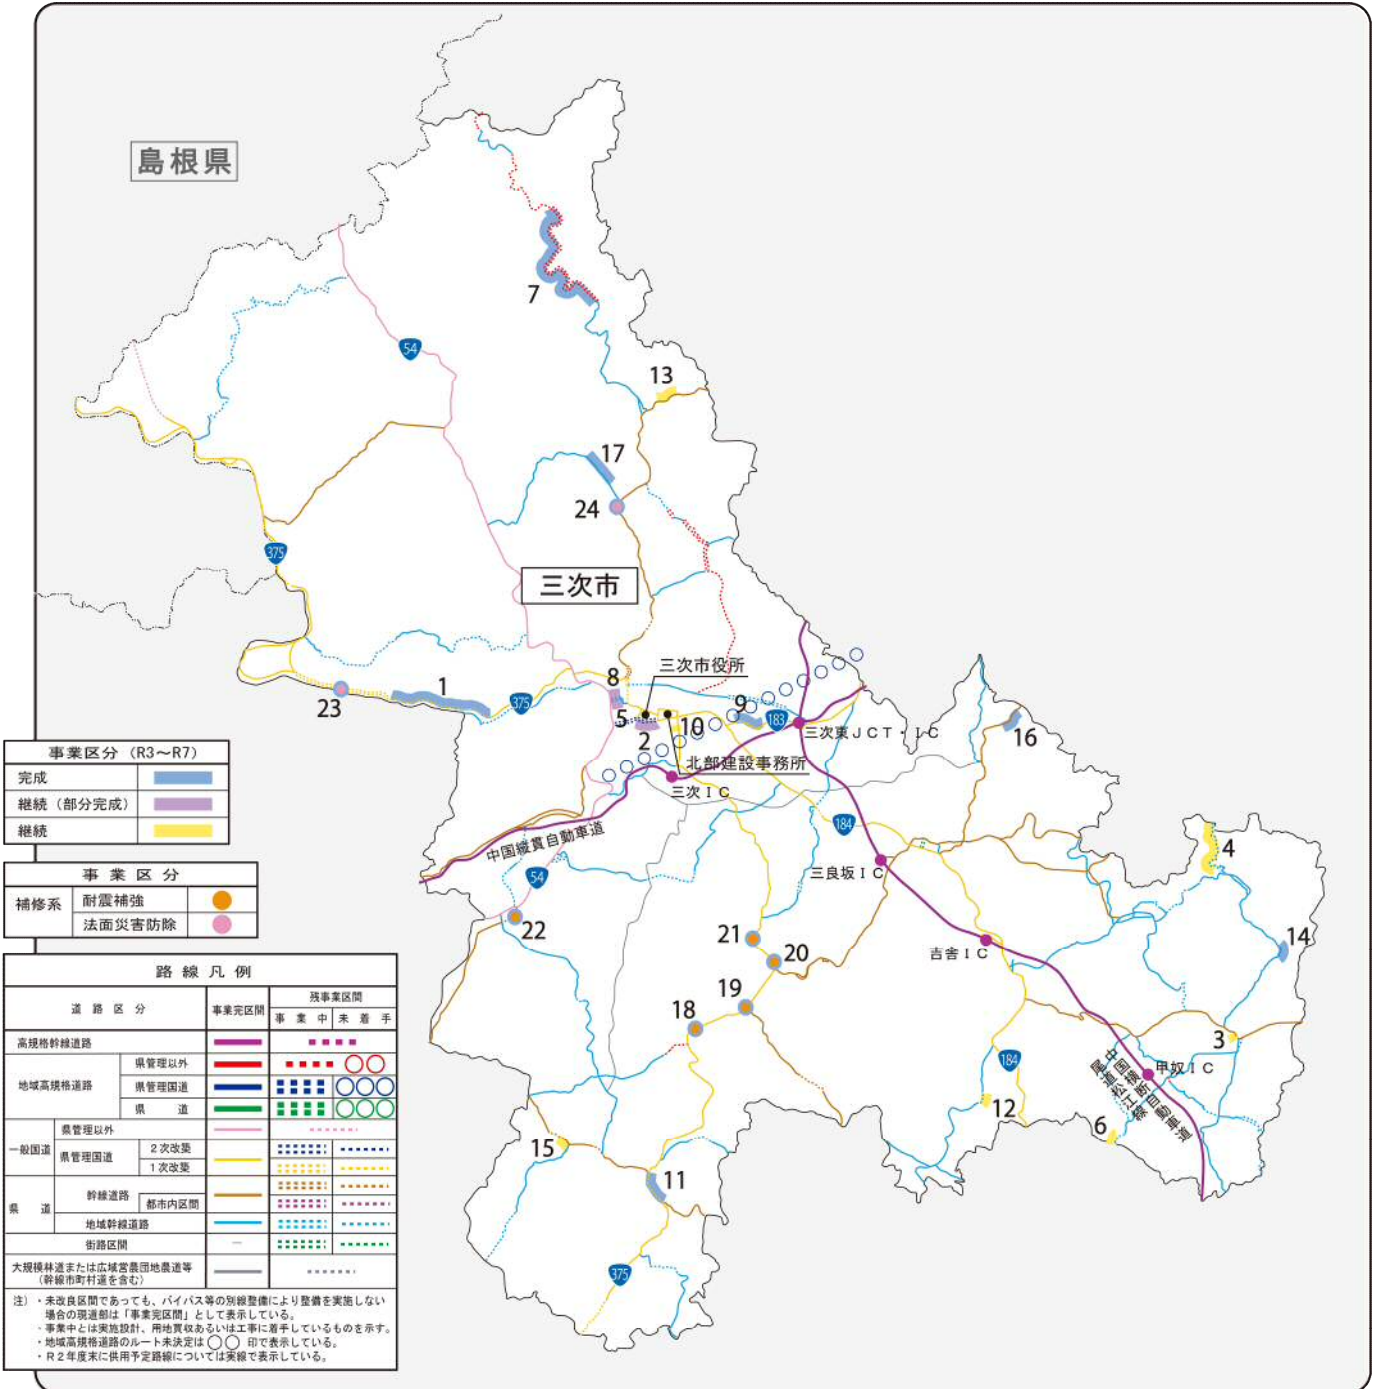 島根県
7
54
13
17
24
375
三次市
三次市役所
8
1
375
23
5
2
10
9
183
三次東JCT・IC
16
北部建設事務所
三次IC
事業区分（R3～R7）
完成
継続（部分完成）
継続
184
中国縦貫自動車道
4
三良坂IC
54
事業区分
補修系
耐震補強
法面災害防除
22
21
20
吉舎IC
14
19
18
3
184
甲奴IC
中国横断自動車道
尾道松江線
12
6
15
11
375
路線凡例
道路区分
事業完区間
残事業区間
事業中
未着手
高規格幹線道路
地域高規格道路
県管理以外
県管理国道
県道
一般国道
県管理以外
県管理国道
2次改築
1次改築
県道
幹線道路
都市内区間
地域幹線道路
街路区間
大規模林道または広域営農団地農道等
（幹線市町村道を含む）
注）・未改良区間であっても、バイパス等の別線整備により整備を実施しない
場合の現道部は「事業完区間」として表示している。
・事業中とは実施設計、用地買収あるいは工事に着手しているものを示す。
・地域高規格道路のルート未決定は○○印で表示している。
・R2年度末に供用予定路線については実線で表示している。